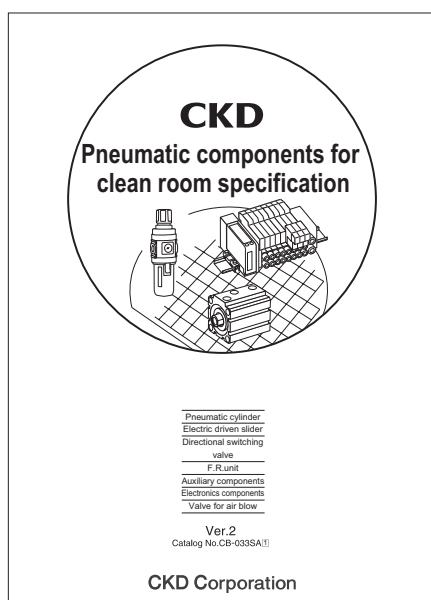 CKD
Pneumatic components for
clean room specification
Pneumatic cylinder
Electric driven slider
Directional switching
valve
F.R.unit
Auxiliary components
Electronics components
Valve for air blow
Ver.2
Catalog No.CB-033SA1
CKD Corporation